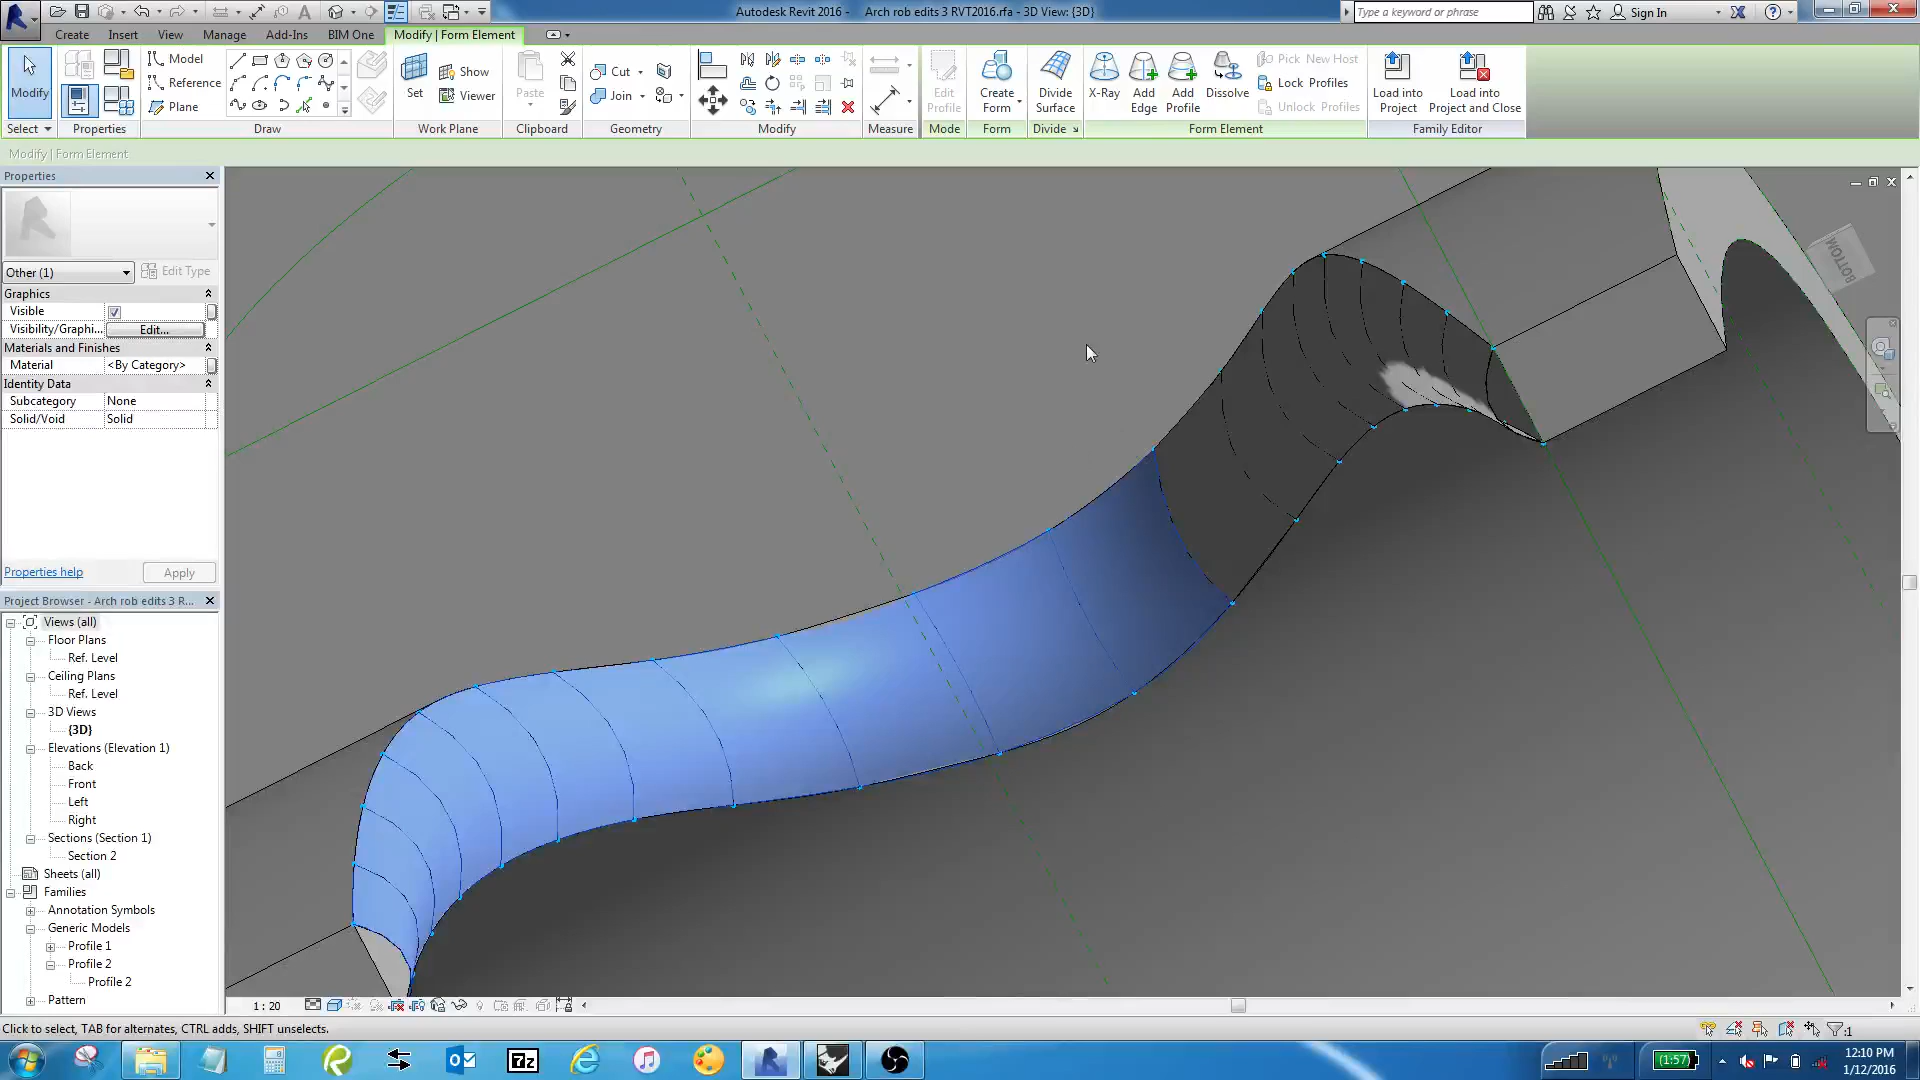 Autodesk Revit 2016 -    Arch rob edits 3 RVT2016.rfa - 3D View: {3D}
Type a keyword or phrase
Sign In
Create
Insert
View
Manage
Add-Ins
BIM One
Modify | Form Element
Modify
Select
Properties
Model
Reference
Plane
Draw
Set
Show
Viewer
Work Plane
Paste
Clipboard
Cut
Join
Geometry
Modify
Measure
Edit
Profile
Mode
Create
Form
Form
Divide
Surface
Divide
X-Ray
Add
Edge
Add
Profile
Dissolve
Pick New Host
Lock Profiles
Unlock Profiles
Form Element
Load into
Project
Load into
Project and Close
Family Editor
Modify | Form Element
Properties
Other (1)
Edit Type
Graphics
Visible
Visibility/Graphi...
Edit...
Materials and Finishes
Material
<By Category>
Identity Data
Subcategory
None
Solid/Void
Solid
Properties help
Apply
Project Browser - Arch rob edits 3 R...
Views (all)
Floor Plans
Ref. Level
Ceiling Plans
Ref. Level
3D Views
{3D}
Elevations (Elevation 1)
Back
Front
Left
Right
Sections (Section 1)
Section 2
Sheets (all)
Families
Annotation Symbols
Generic Models
Profile 1
Profile 2
Profile 2
Pattern
BOTTOM
1 : 20
Click to select, TAB for alternates, CTRL adds, SHIFT unselects.
:1
7z
(1:57)
12:10 PM
1/12/2016